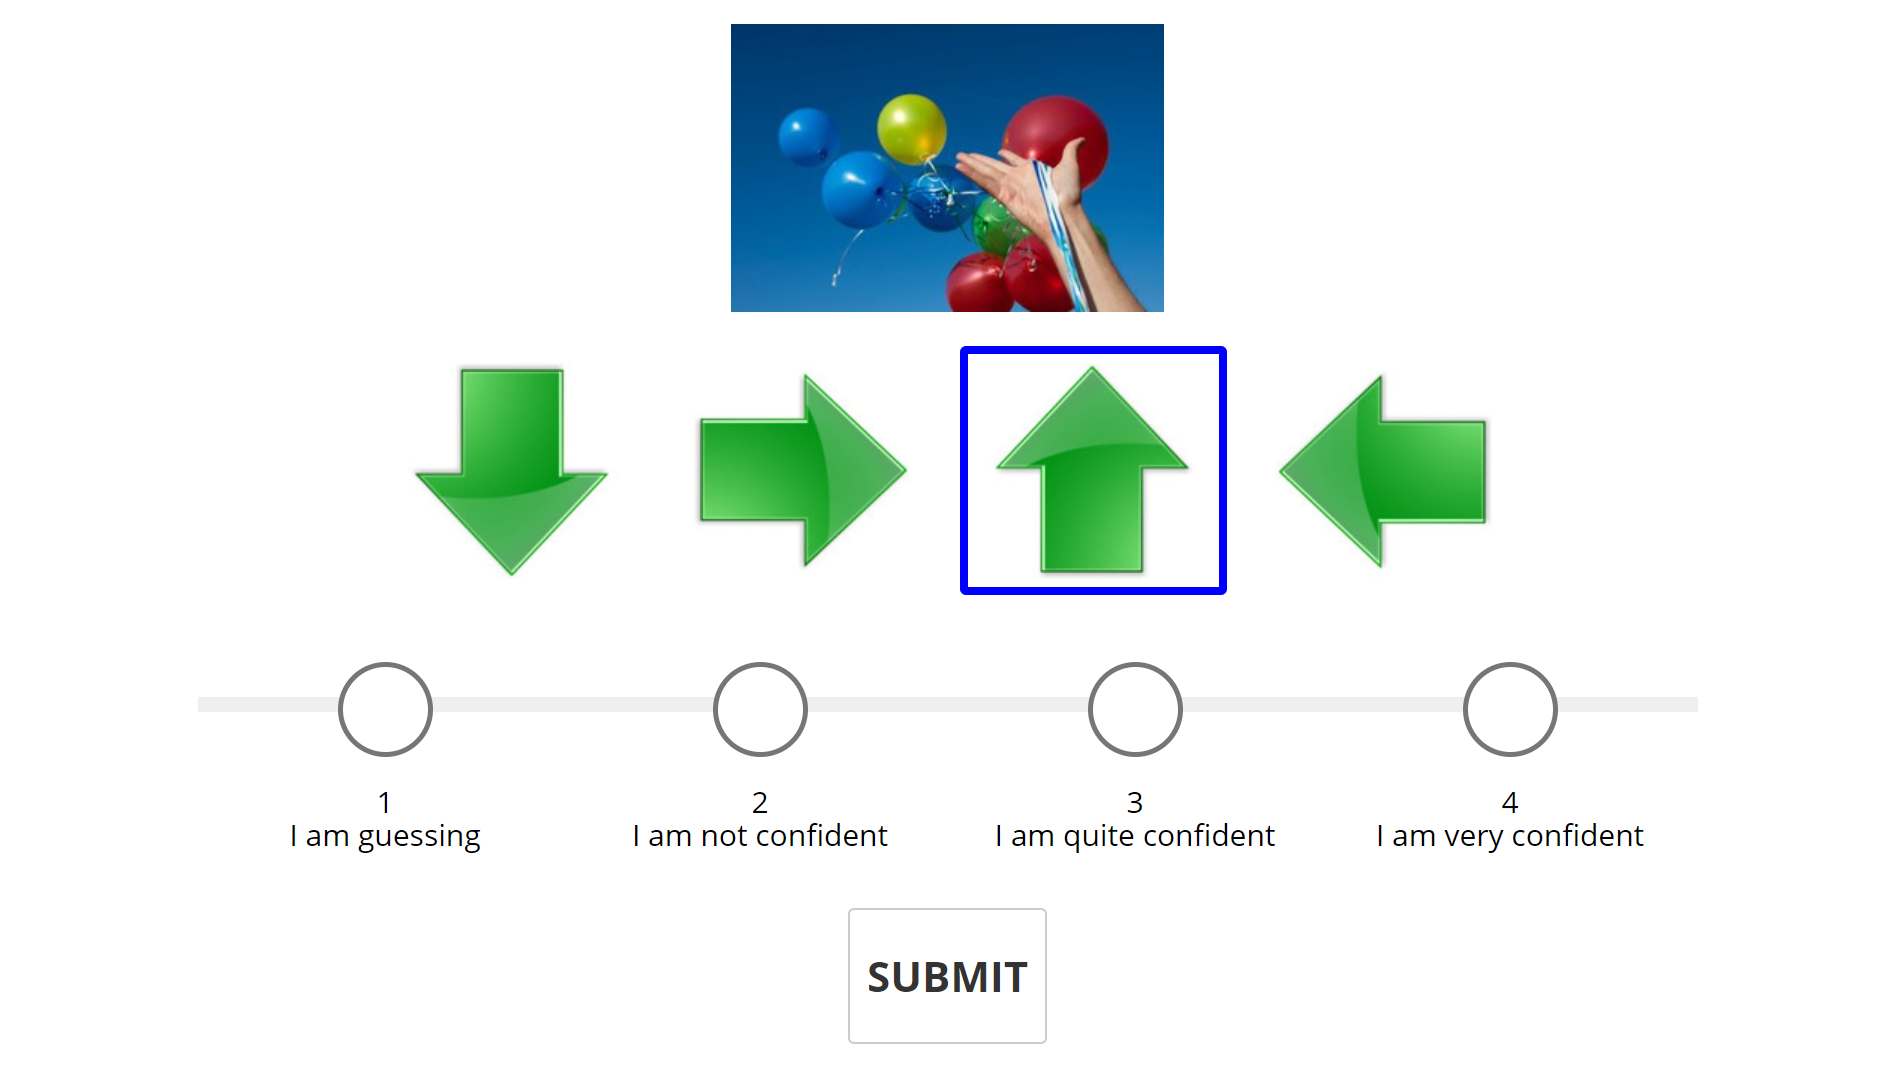 1
I am guessing
2
I am not confident
3
I am quite confident
4
I am very confident
SUBMIT